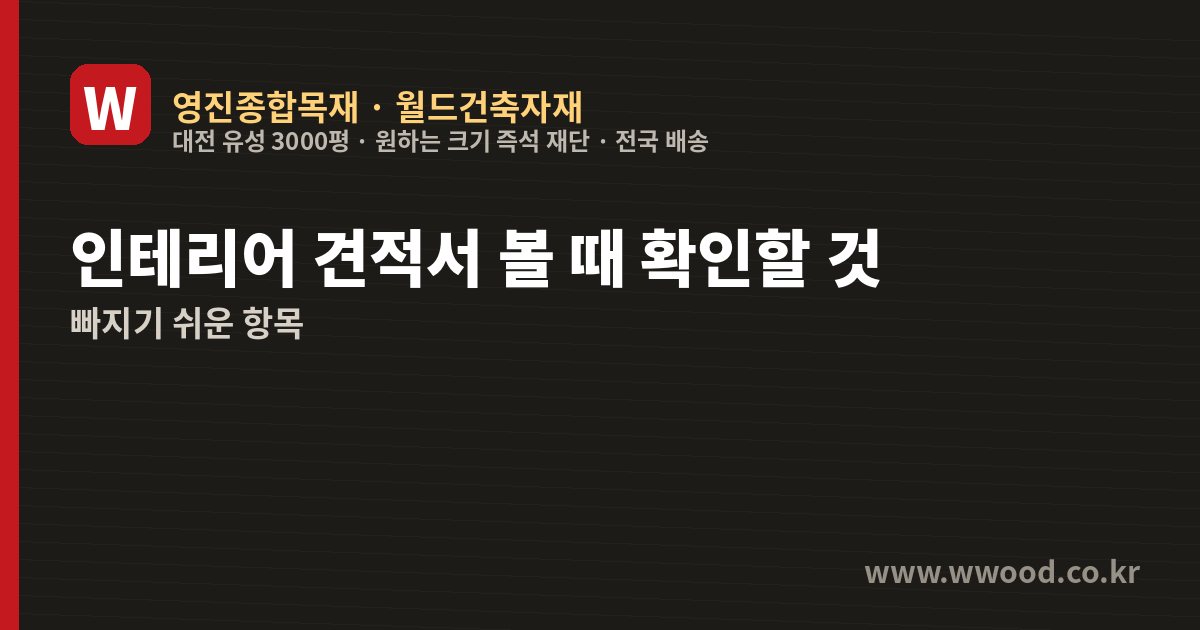 W
영진종합목재 · 월드건축자재
대전 유성 3000평 · 원하는 크기 즉석 재단 · 전국 배송
인테리어 견적서 볼 때 확인할 것
빠지기 쉬운 항목
www.wwood.co.kr